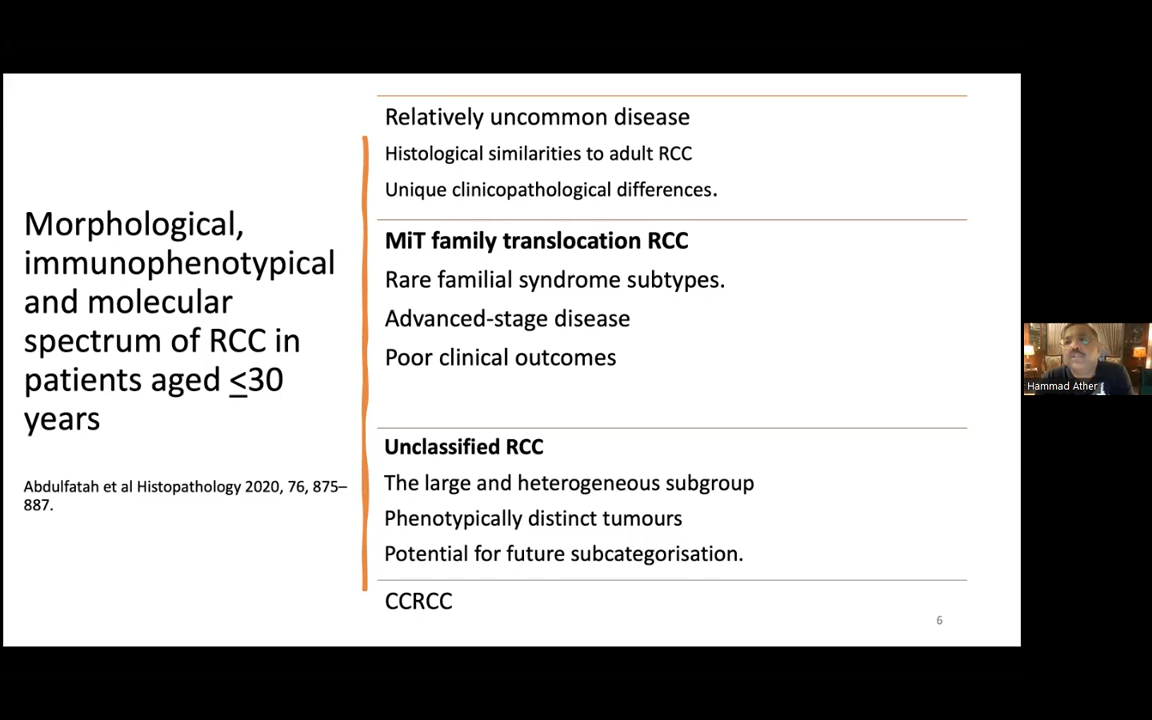 Morphological,
immunophenotypical
and molecular
spectrum of RCC in
patients aged <30
years
Abdulfatah et al Histopathology 2020, 76, 875–
887.
Relatively uncommon disease
Histological similarities to adult RCC
Unique clinicopathological differences.
MiT family translocation RCC
Rare familial syndrome subtypes.
Advanced-stage disease
Poor clinical outcomes
Unclassified RCC
The large and heterogeneous subgroup
Phenotypically distinct tumours
Potential for future subcategorisation.
CCRCC
6
Hammad Ather